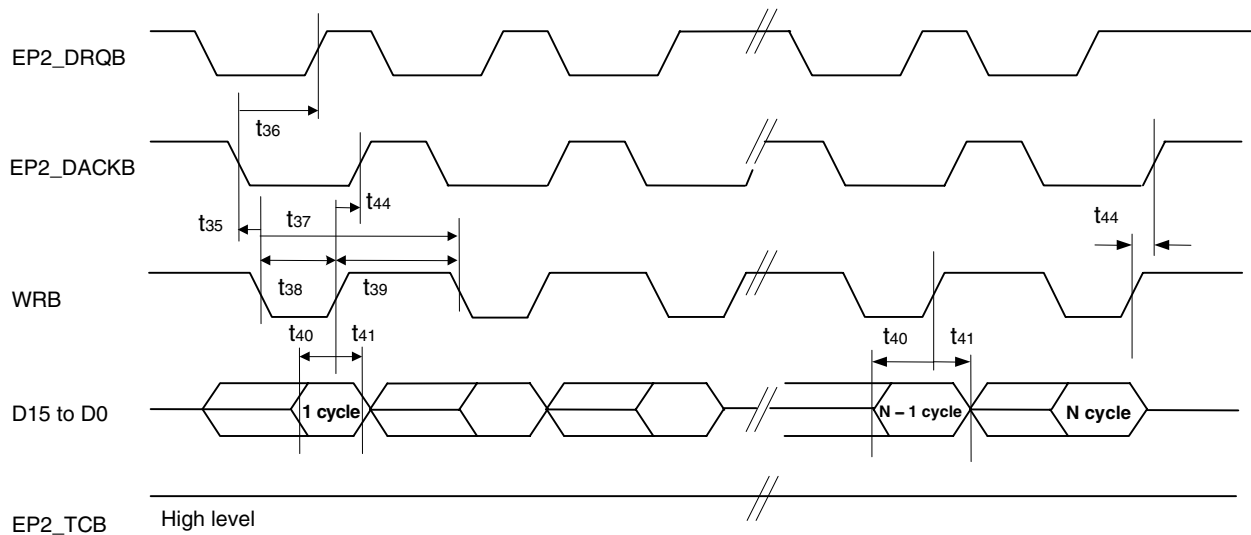 EP2_DRQB
t36
EP2_DACKB
t44
t35
t37
t44
WRB
t38
t39
t40
t41
t40
t41
D15 to D0
1 cycle
N – 1 cycle
N cycle
EP2_TCB
High level